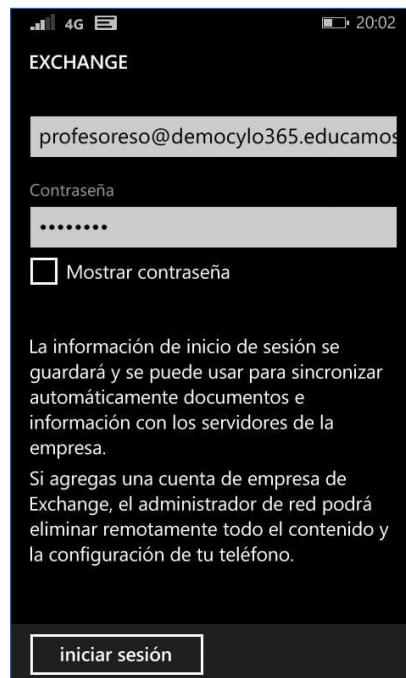 4G 20:02
EXCHANGE
profesoreso@democylo365.educamos
Contraseña
••••••••
Mostrar contraseña
La información de inicio de sesión se
guardará y se puede usar para sincronizar
automáticamente documentos e
información con los servidores de la
empresa.
Si agregas una cuenta de empresa de
Exchange, el administrador de red podrá
eliminar remotamente todo el contenido y
la configuración de tu teléfono.
iniciar sesión